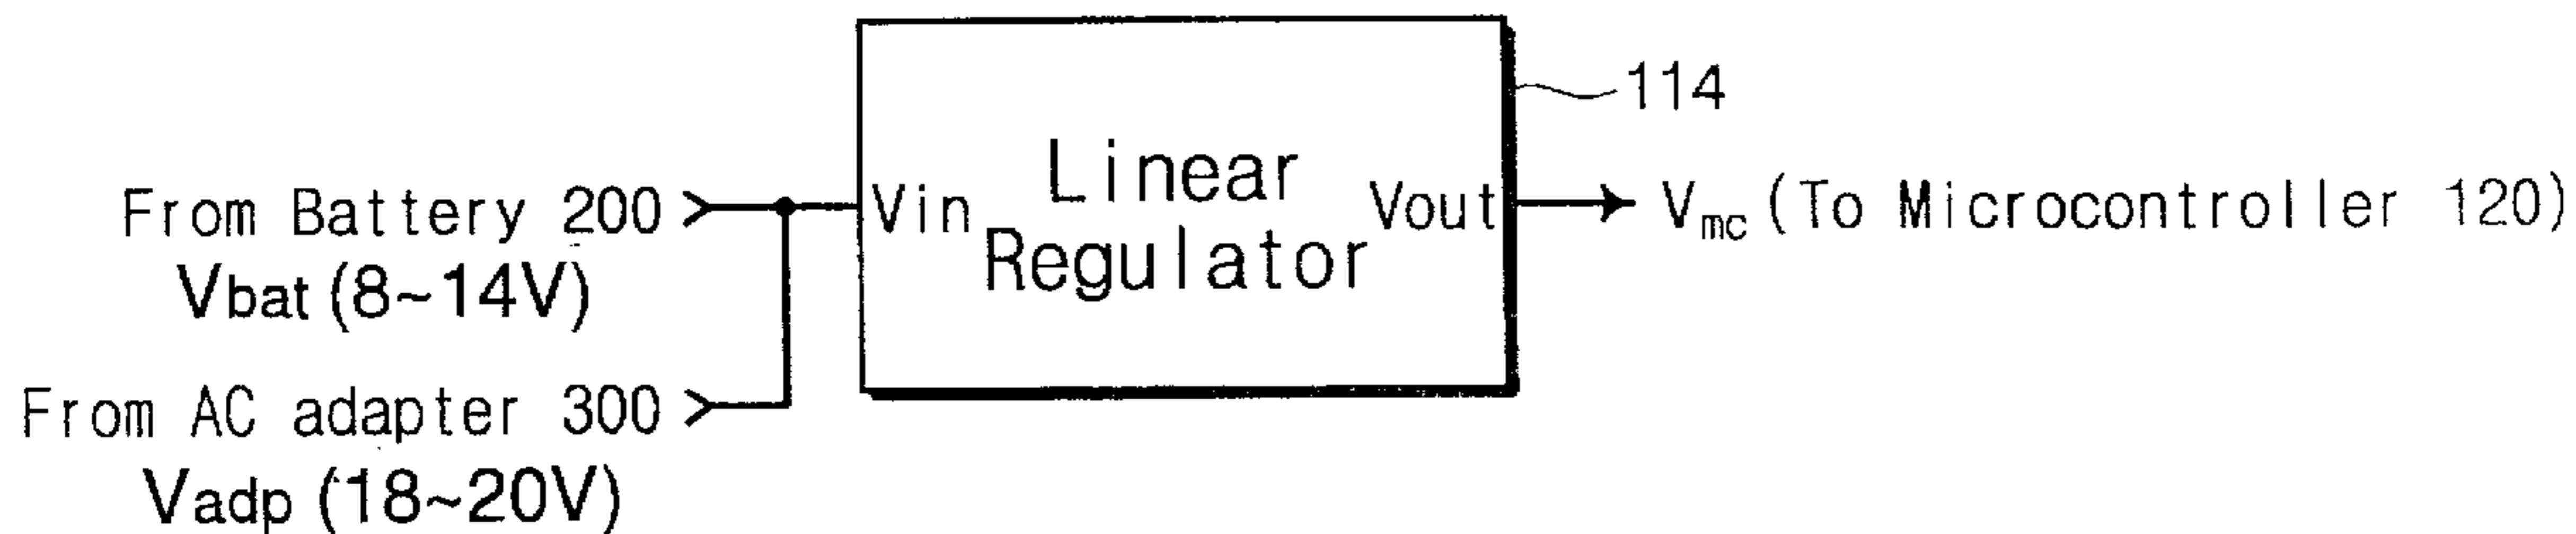 114
From Battery 200
Vbat (8~14V)
From AC adapter 300
Vadp (18~20V)
Vin
Linear
Regulator
Vout
Vmc (To Microcontroller 120)